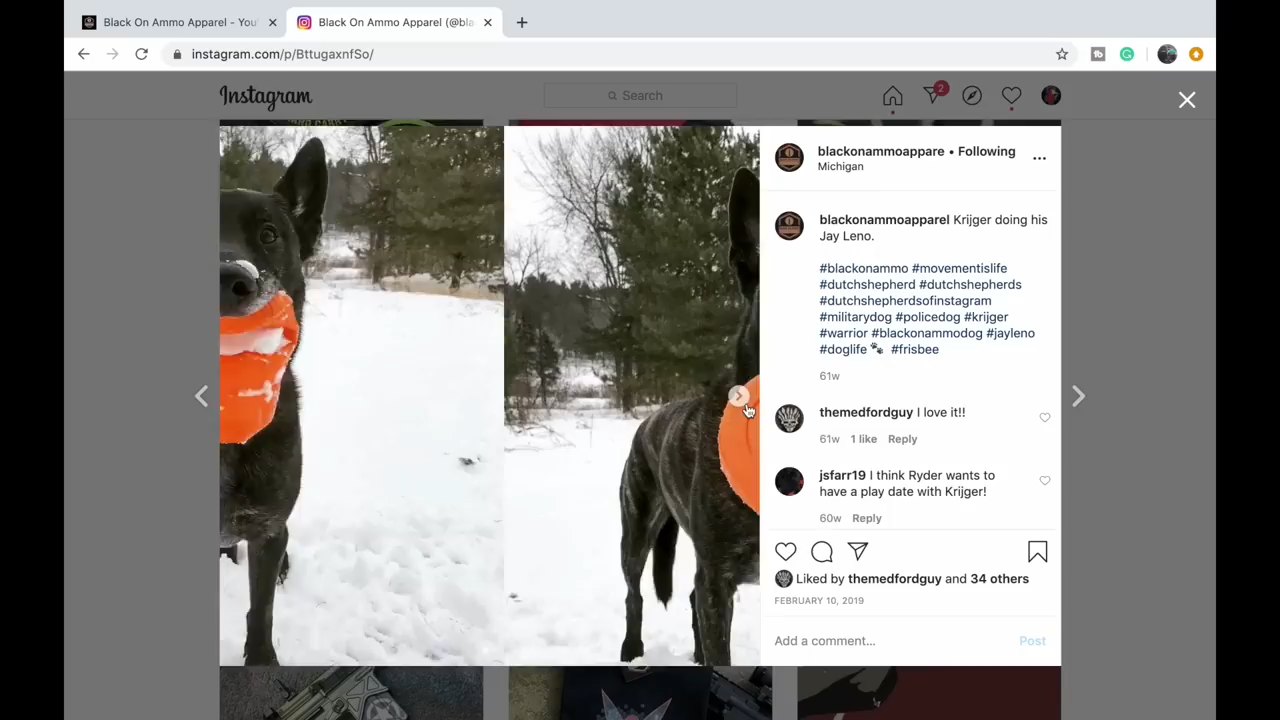 Black On Ammo Apparel - You
Black On Ammo Apparel (@bla
instagram.com/p/BttugaxnfSo/
Instagram
Search
2
blackonammoappare • Following
Michigan
blackonammoapparel Krijger doing his
Jay Leno.
#blackonammo #movementislife
#dutchshepherd #dutchshepherds
#dutchshepherdsofinstagram
#militarydog #policedog #krijger
#warrior #blackonammodog #jayleno
#doglife 🐾 #frisbee
61w
themedfordguy I love it!!
61w 1 like Reply
jsfarr19 I think Ryder wants to
have a play date with Krijger!
60w Reply
Liked by themedfordguy and 34 others
FEBRUARY 10, 2019
Add a comment... Post